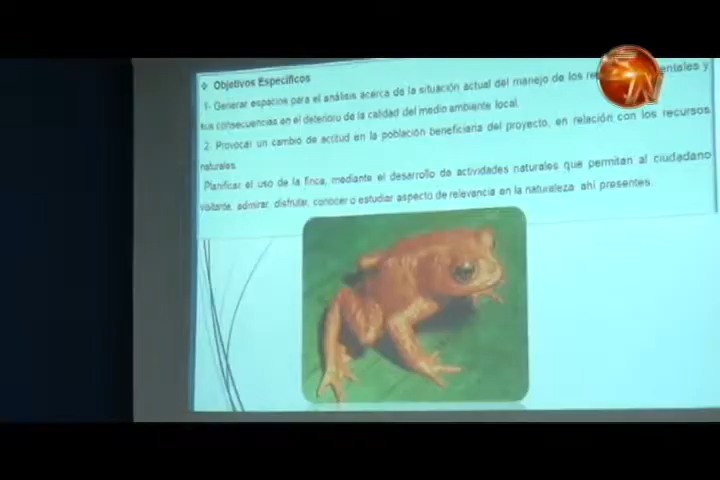 ❖ Objetivos Específicos
1- Generar espacios para el análisis acerca de la situación actual del manejo de los entales y
sus consecuencias en el deterioro de la calidad del medio ambiente local.
2. Provocar un cambio de actitud en la población beneficiaria del proyecto, en relación con los recursos
naturales.
Planificar el uso de la finca, mediante el desarrollo de actividades naturales que permitan al ciudadano
visitante, admirar, disfrutar, conocer o estudiar aspecto de relevancia en la naturaleza ahí presentes.